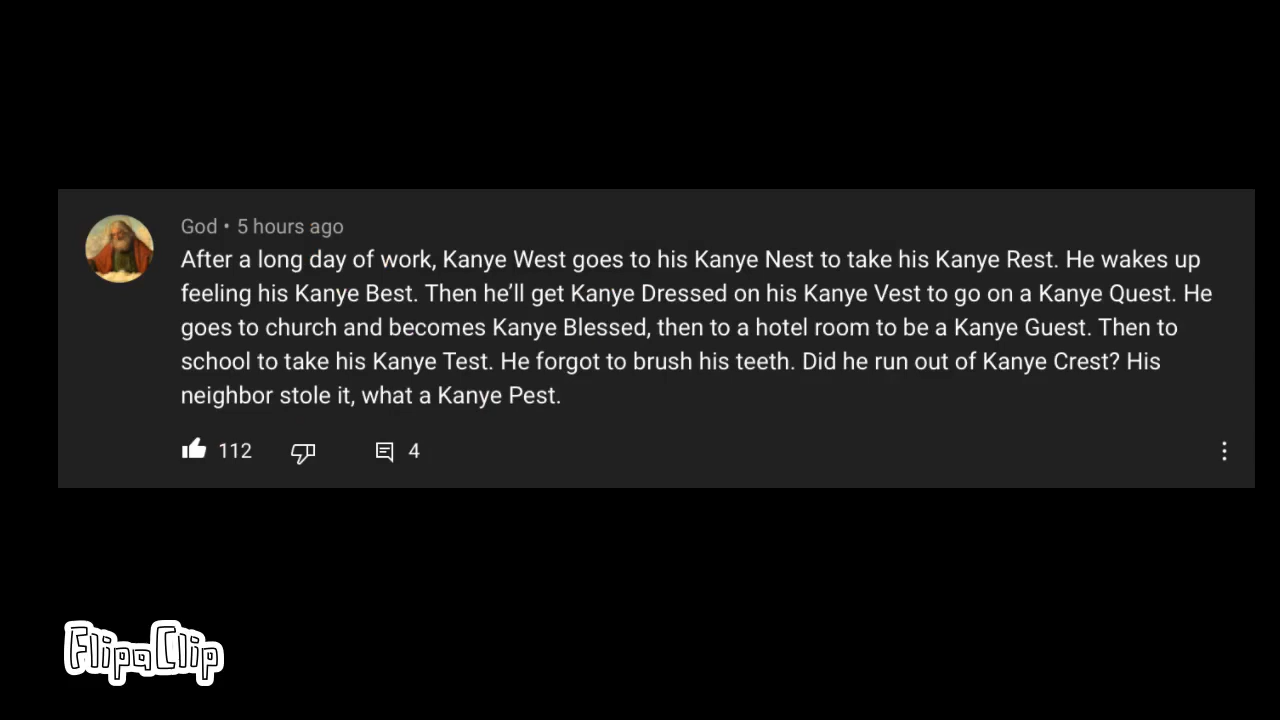 God • 5 hours ago
After a long day of work, Kanye West goes to his Kanye Nest to take his Kanye Rest. He wakes up
feeling his Kanye Best. Then he’ll get Kanye Dressed on his Kanye Vest to go on a Kanye Quest. He
goes to church and becomes Kanye Blessed, then to a hotel room to be a Kanye Guest. Then to
school to take his Kanye Test. He forgot to brush his teeth. Did he run out of Kanye Crest? His
neighbor stole it, what a Kanye Pest.
112 4
FlipaClip